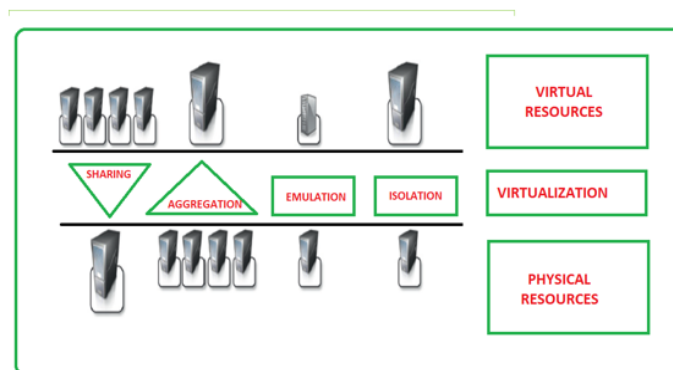 VIRTUAL
RESOURCES
SHARING
AGGREGATION
EMULATION
ISOLATION
VIRTUALIZATION
PHYSICAL
RESOURCES